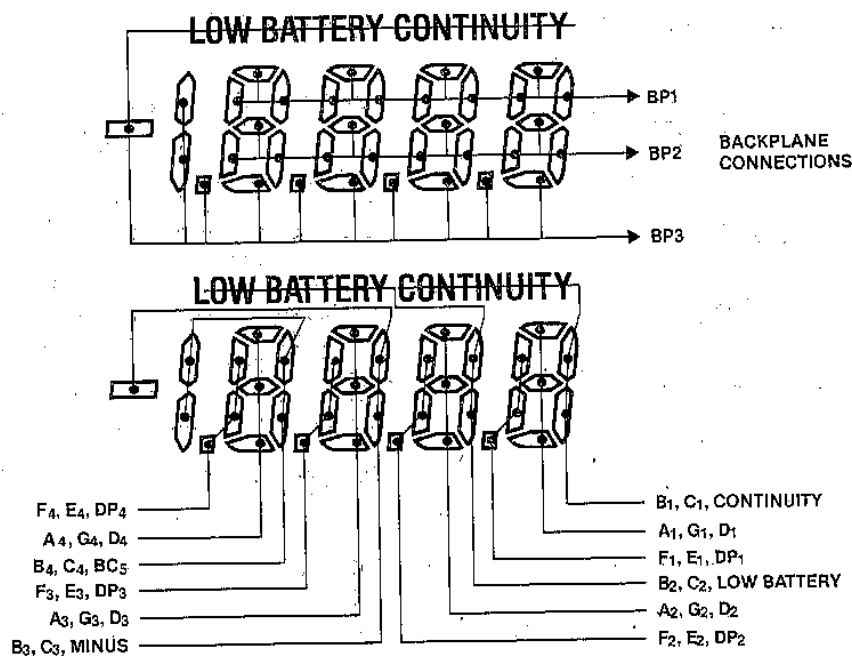 LOW BATTERY CONTINUITY
BP1
BP2
BACKPLANE
CONNECTIONS
BP3
LOW BATTERY CONTINUITY
F4, E4, DP4
A4, G4, D4
B4, C4, BC5
F3, E3, DP3
A3, G3, D3
B3, C3, MINUS
B1, C1, CONTINUITY
A1, G1, D1
F1, E1, DP1
B2, C2, LOW BATTERY
A2, G2, D2
F2, E2, DP2